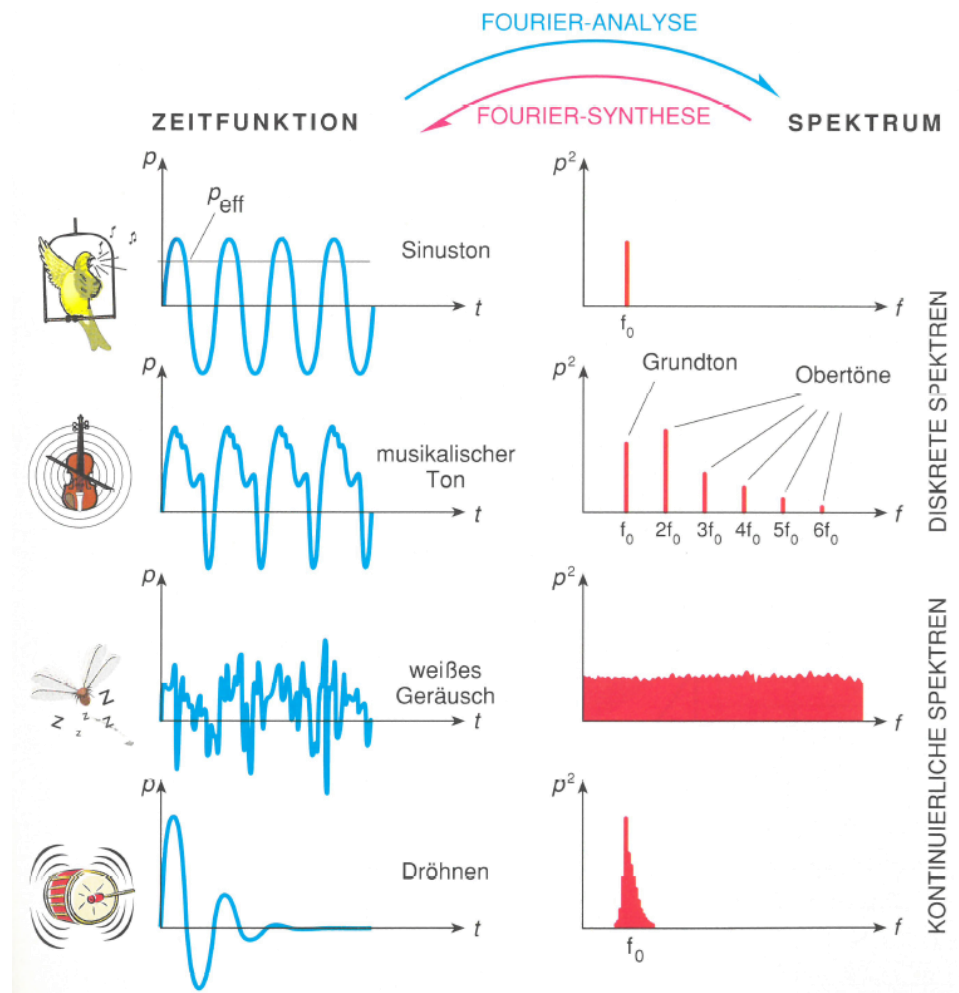 FOURIER-ANALYSE
FOURIER-SYNTHESE
ZEITFUNKTION
SPEKTRUM
p
p²
p_eff
Sinuston
t
f
f₀
p
p²
Grundton
Obertöne
musikalischer
Ton
t
f
f₀ 2f₀ 3f₀ 4f₀ 5f₀ 6f₀
DISKRETE SPEKTREN
p
p²
weißes
Geräusch
t
f
z
z
z
z
z
p
p²
Dröhnen
t
f
f₀
KONTINUIERLICHE SPEKTREN